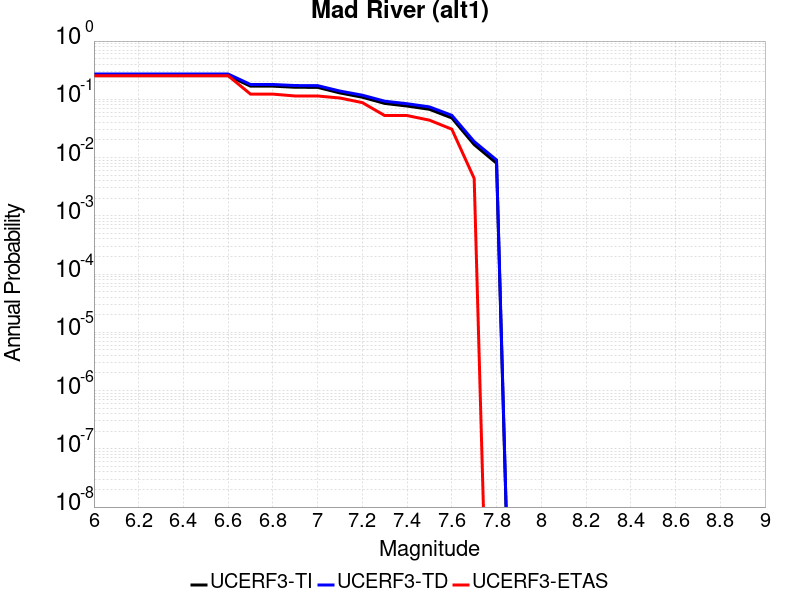 Mad River (alt1)
10^0
10^-1
10^-2
10^-3
10^-4
10^-5
10^-6
10^-7
10^-8
Annual Probability
6 6.2 6.4 6.6 6.8 7 7.2 7.4 7.6 7.8 8 8.2 8.4 8.6 8.8 9
Magnitude
UCERF3-TI UCERF3-TD UCERF3-ETAS